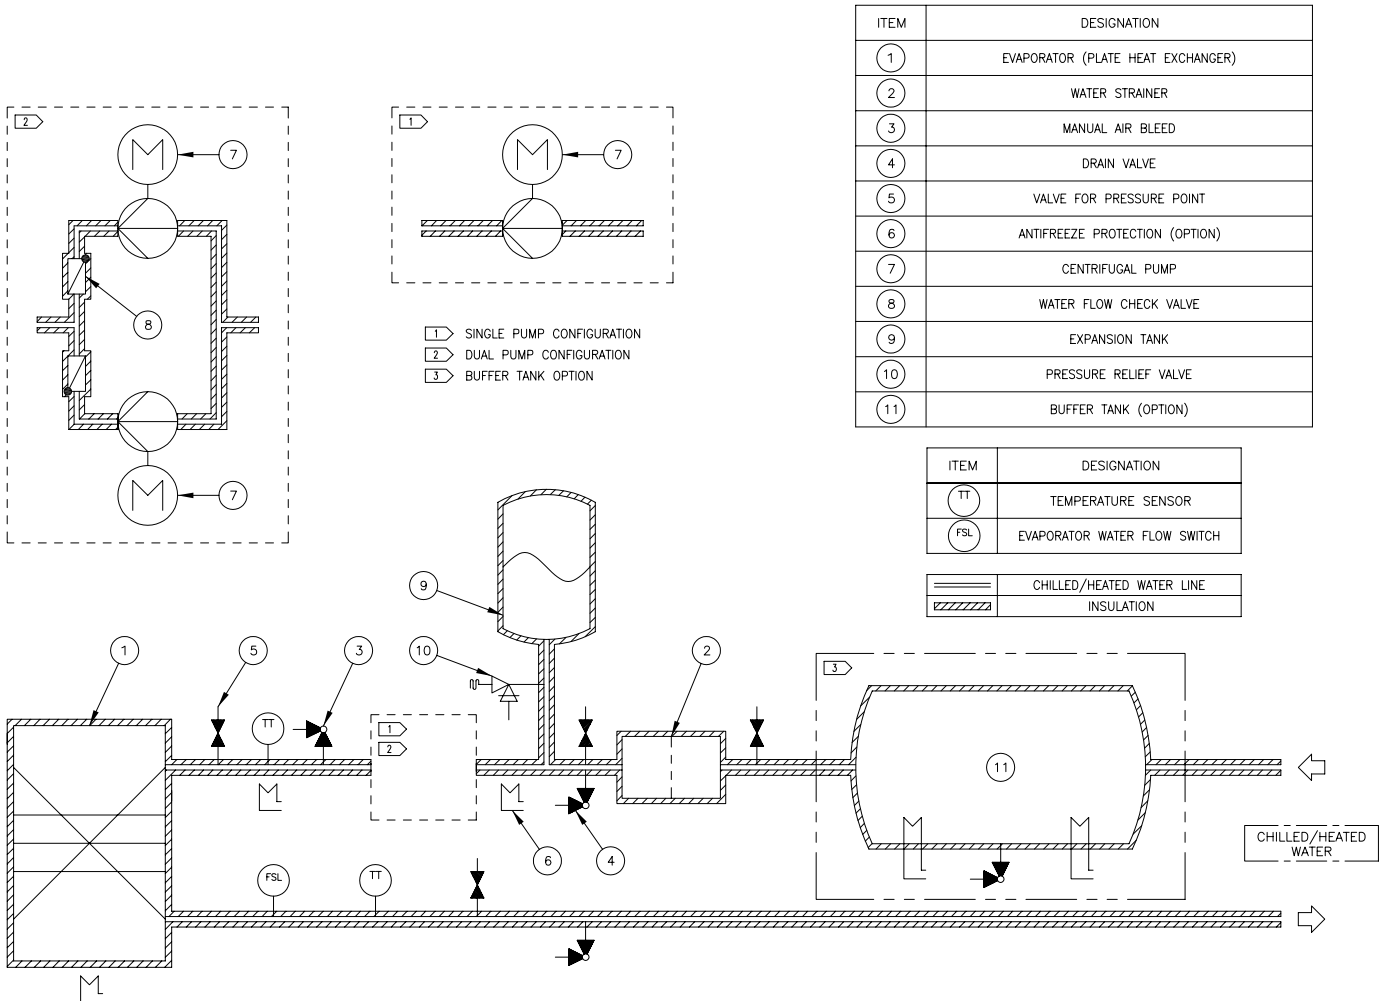 ITEM DESIGNATION
1 EVAPORATOR (PLATE HEAT EXCHANGER)
2 WATER STRAINER
3 MANUAL AIR BLEED
4 DRAIN VALVE
5 VALVE FOR PRESSURE POINT
6 ANTIFREEZE PROTECTION (OPTION)
7 CENTRIFUGAL PUMP
8 WATER FLOW CHECK VALVE
9 EXPANSION TANK
10 PRESSURE RELIEF VALVE
11 BUFFER TANK (OPTION)
2
M
7
8
M
7
1
M
7
1 SINGLE PUMP CONFIGURATION
2 DUAL PUMP CONFIGURATION
3 BUFFER TANK OPTION
ITEM DESIGNATION
TT TEMPERATURE SENSOR
FSL EVAPORATOR WATER FLOW SWITCH
CHILLED/HEATED WATER LINE
INSULATION
9
1
5
3
10
2
3
TT
1
2
11
6
4
FSL
TT
CHILLED/HEATED
WATER